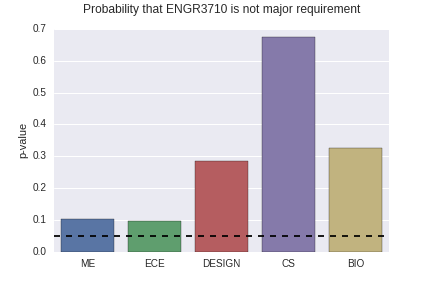 Probability that ENGR3710 is not major requirement
0.7
0.6
0.5
0.4
0.3
0.2
0.1
0.0
p-value
ME ECE DESIGN CS BIO